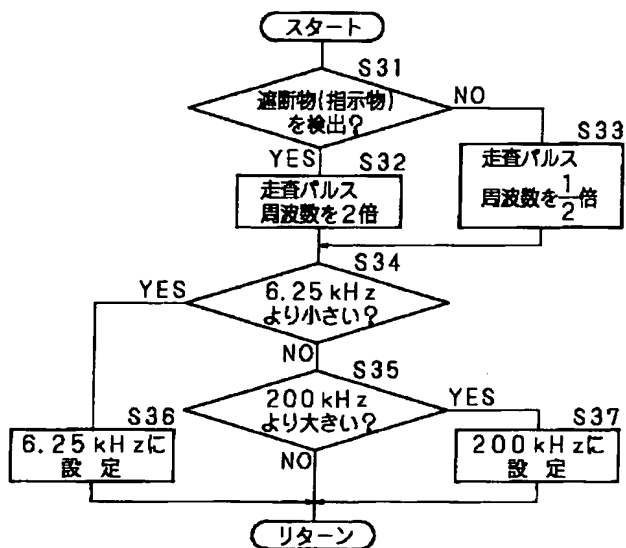 スタート
S31
遮断物(指示物)
を検出?
NO
YES
S32
S33
走査パルス
周波数を2倍
走査パルス
周波数を1/2倍
S34
YES
6.25kHz
より小さい?
NO
S35
200kHz
より大きい?
YES
S36
S37
6.25kHzに
設定
NO
200kHzに
設定
リターン